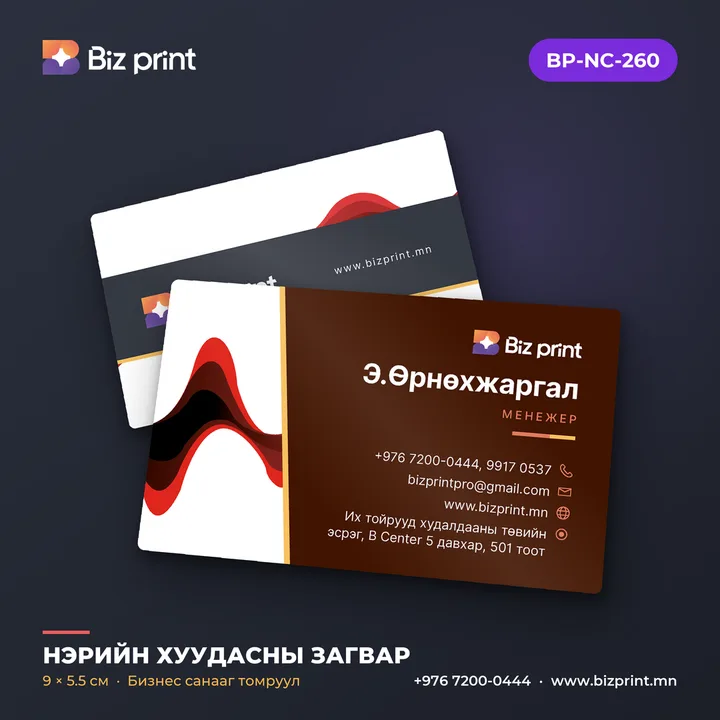 Biz print
BP-NC-260
www.bizprint.mn
Biz print
Э.Өрнөхжаргал
МЕНЕЖЕР
+976 7200-0444, 9917 0537
bizprintpro@gmail.com
www.bizprint.mn
Их тойрууд худалдааны төвийн
эсрэг, B Center 5 давхар, 501 тоот
НЭРИЙН ХУУДАСНЫ ЗАГВАР
9 × 5.5 см · Бизнес санааг томруул
+976 7200-0444 · www.bizprint.mn